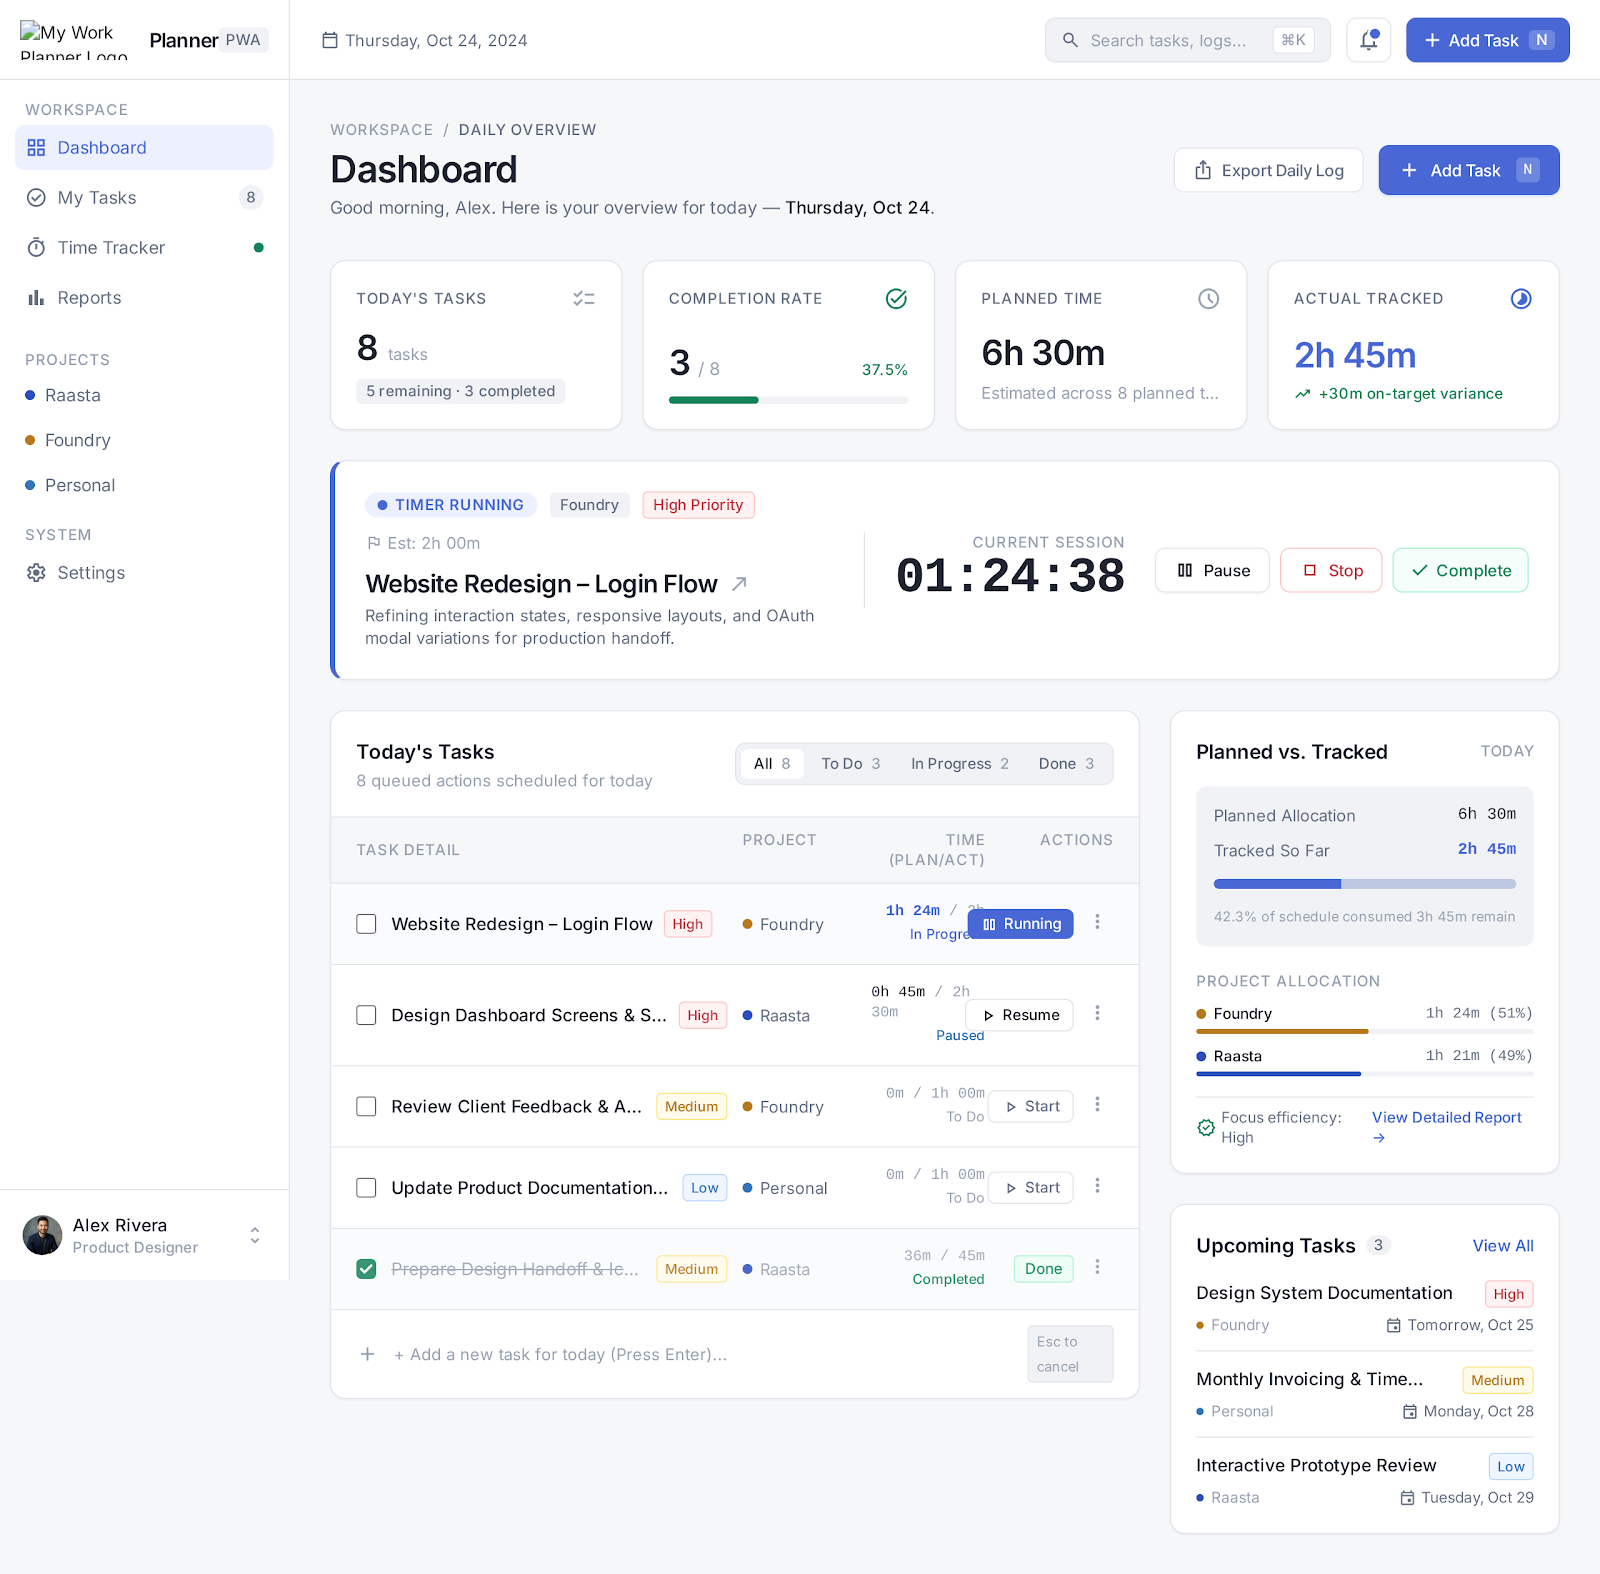 My Work
Planner Logo
Planner PWA
Thursday, Oct 24, 2024
Search tasks, logs...
⌘K
Add Task N
WORKSPACE
Dashboard
My Tasks 8
Time Tracker
Reports
PROJECTS
Raasta
Foundry
Personal
SYSTEM
Settings
Alex Rivera
Product Designer
WORKSPACE / DAILY OVERVIEW
Dashboard
Good morning, Alex. Here is your overview for today — Thursday, Oct 24.
Export Daily Log
Add Task N
TODAY'S TASKS
8 tasks
5 remaining · 3 completed
COMPLETION RATE
3 / 8
37.5%
PLANNED TIME
6h 30m
Estimated across 8 planned t...
ACTUAL TRACKED
2h 45m
+30m on-target variance
TIMER RUNNING
Foundry
High Priority
Est: 2h 00m
Website Redesign – Login Flow
Refining interaction states, responsive layouts, and OAuth
modal variations for production handoff.
CURRENT SESSION
01:24:38
Pause
Stop
Complete
Today's Tasks
8 queued actions scheduled for today
All 8
To Do 3
In Progress 2
Done 3
TASK DETAIL
PROJECT
TIME
(PLAN/ACT)
ACTIONS
Website Redesign – Login Flow
High
Foundry
1h 24m /
In Progre
Running
Design Dashboard Screens & S...
High
Raasta
0h 45m / 2h
30m
Paused
Resume
Review Client Feedback & A...
Medium
Foundry
0m / 1h 00m
To Do
Start
Update Product Documentation...
Low
Personal
0m / 1h 00m
To Do
Start
Prepare Design Handoff & Ic...
Medium
Raasta
36m / 45m
Completed
Done
+ Add a new task for today (Press Enter)...
Esc to
cancel
Planned vs. Tracked
TODAY
Planned Allocation 6h 30m
Tracked So Far 2h 45m
42.3% of schedule consumed 3h 45m remain
PROJECT ALLOCATION
Foundry 1h 24m (51%)
Raasta 1h 21m (49%)
Focus efficiency:
High
View Detailed Report
→
Upcoming Tasks 3
View All
Design System Documentation
High
Foundry
Tomorrow, Oct 25
Monthly Invoicing & Time...
Medium
Personal
Monday, Oct 28
Interactive Prototype Review
Low
Raasta
Tuesday, Oct 29